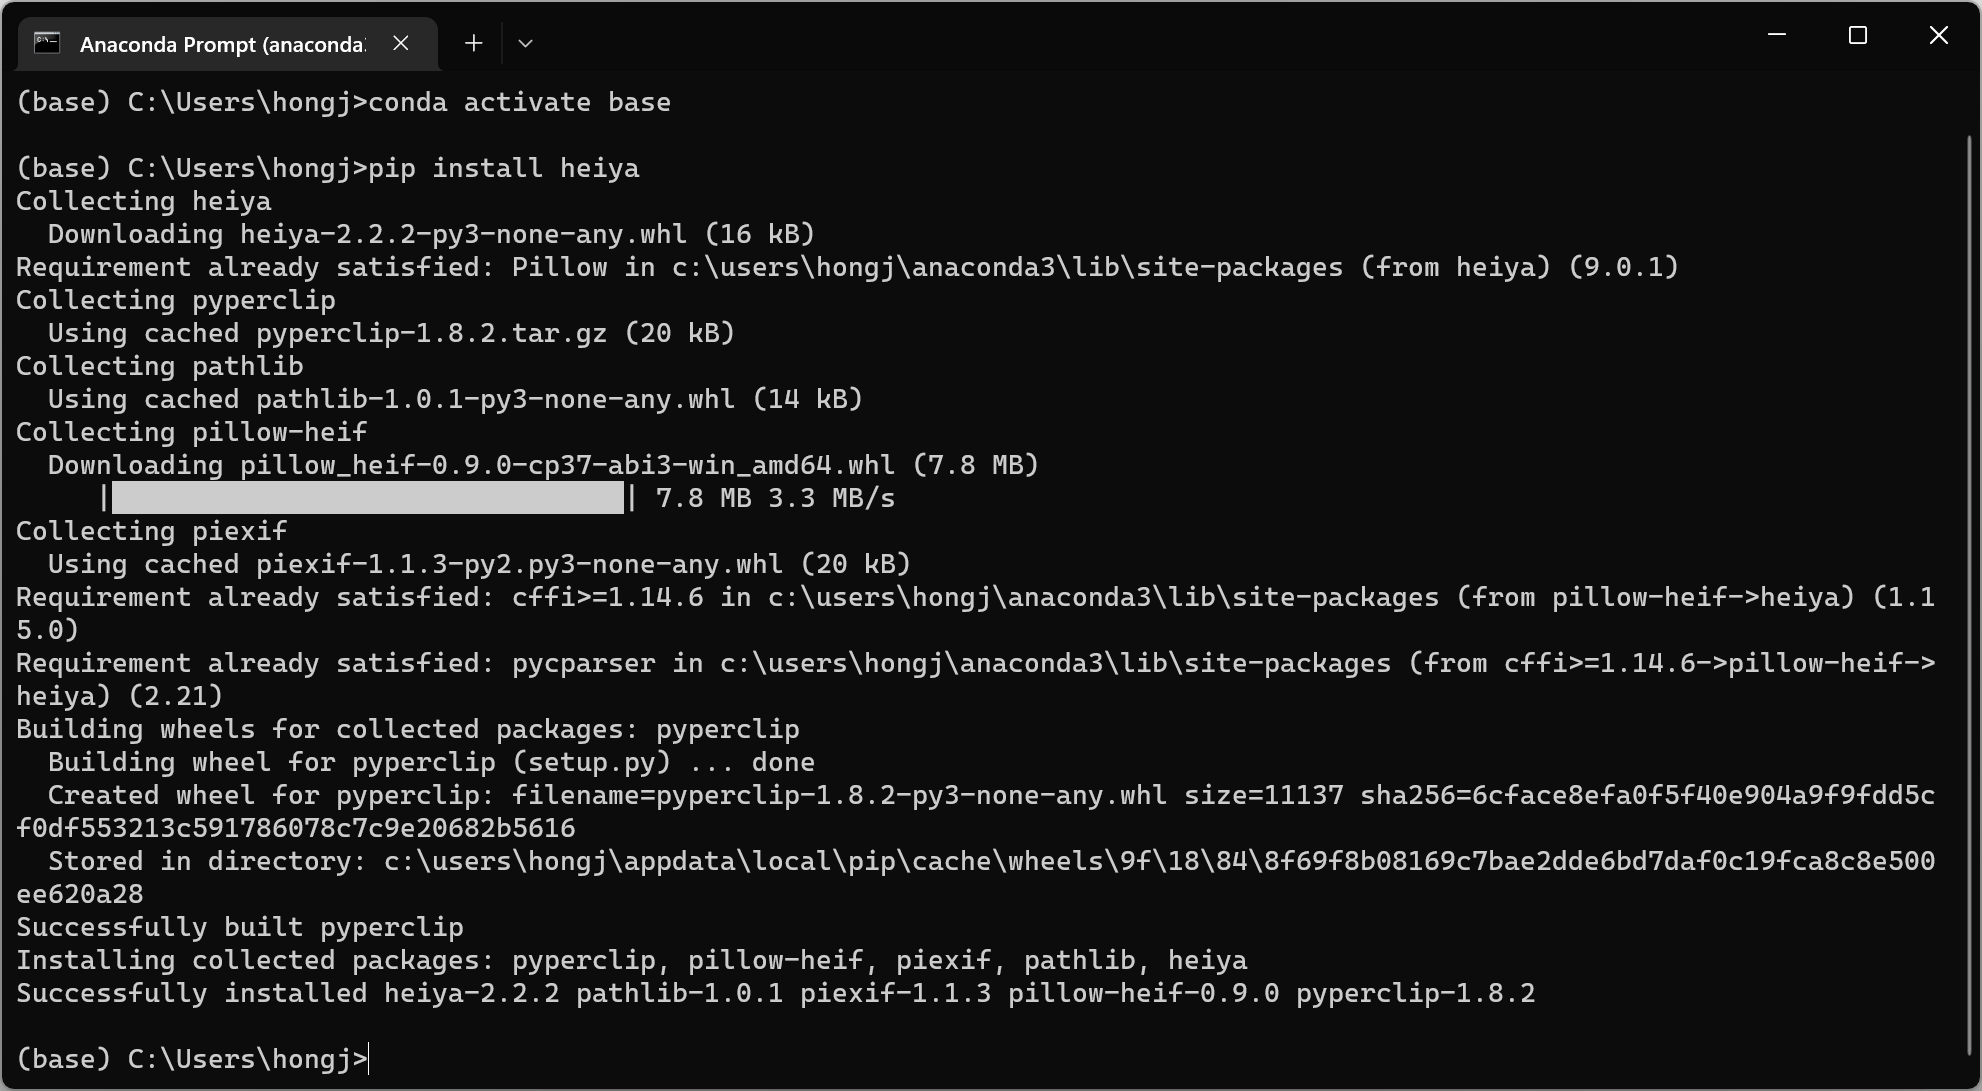 Anaconda Prompt (anaconda3
(base) C:\Users\hongj>conda activate base
(base) C:\Users\hongj>pip install heiya
Collecting heiya
  Downloading heiya-2.2.2-py3-none-any.whl (16 kB)
Requirement already satisfied: Pillow in c:\users\hongj\anaconda3\lib\site-packages (from heiya) (9.0.1)
Collecting pyperclip
  Using cached pyperclip-1.8.2.tar.gz (20 kB)
Collecting pathlib
  Using cached pathlib-1.0.1-py3-none-any.whl (14 kB)
Collecting pillow-heif
  Downloading pillow_heif-0.9.0-cp37-abi3-win_amd64.whl (7.8 MB)
     |████████████████████████████████| 7.8 MB 3.3 MB/s
Collecting piexif
  Using cached piexif-1.1.3-py2.py3-none-any.whl (20 kB)
Requirement already satisfied: cffi>=1.14.6 in c:\users\hongj\anaconda3\lib\site-packages (from pillow-heif->heiya) (1.1
5.0)
Requirement already satisfied: pycparser in c:\users\hongj\anaconda3\lib\site-packages (from cffi>=1.14.6->pillow-heif->
heiya) (2.21)
Building wheels for collected packages: pyperclip
  Building wheel for pyperclip (setup.py) ... done
  Created wheel for pyperclip: filename=pyperclip-1.8.2-py3-none-any.whl size=11137 sha256=6cface8efa0f5f40e904a9f9fdd5c
f0df553213c591786078c7c9e20682b5616
  Stored in directory: c:\users\hongj\appdata\local\pip\cache\wheels\9f\18\84\8f69f8b08169c7bae2dde6bd7daf0c19fca8c8e500
ee620a28
Successfully built pyperclip
Installing collected packages: pyperclip, pillow-heif, piexif, pathlib, heiya
Successfully installed heiya-2.2.2 pathlib-1.0.1 piexif-1.1.3 pillow-heif-0.9.0 pyperclip-1.8.2
(base) C:\Users\hongj>